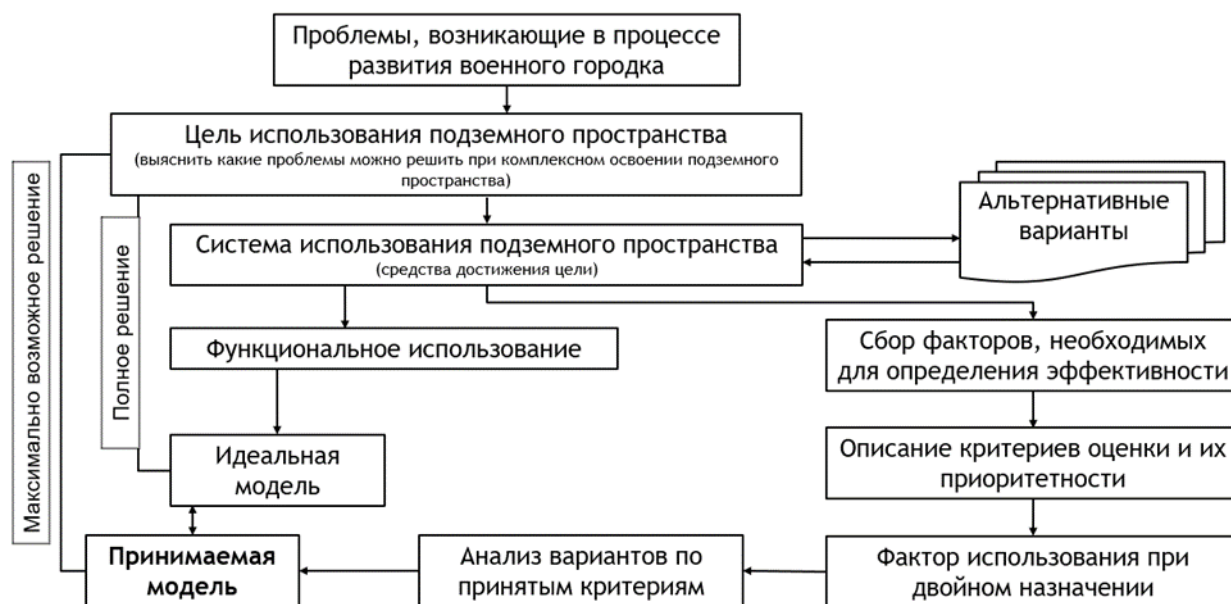 Проблемы, возникающие в процессе
развития военного городка
Цель использования подземного пространства
(выяснить какие проблемы можно решить при комплексном освоении подземного
пространства)
Максимально возможное решение
Полное решение
Система использования подземного пространства
(средства достижения цели)
Альтернативные
варианты
Функциональное использование
Сбор факторов, необходимых
для определения эффективности
Идеальная
модель
Описание критериев оценки и их
приоритетности
Принимаемая
модель
Анализ вариантов по
принятым критериям
Фактор использования при
двойном назначении